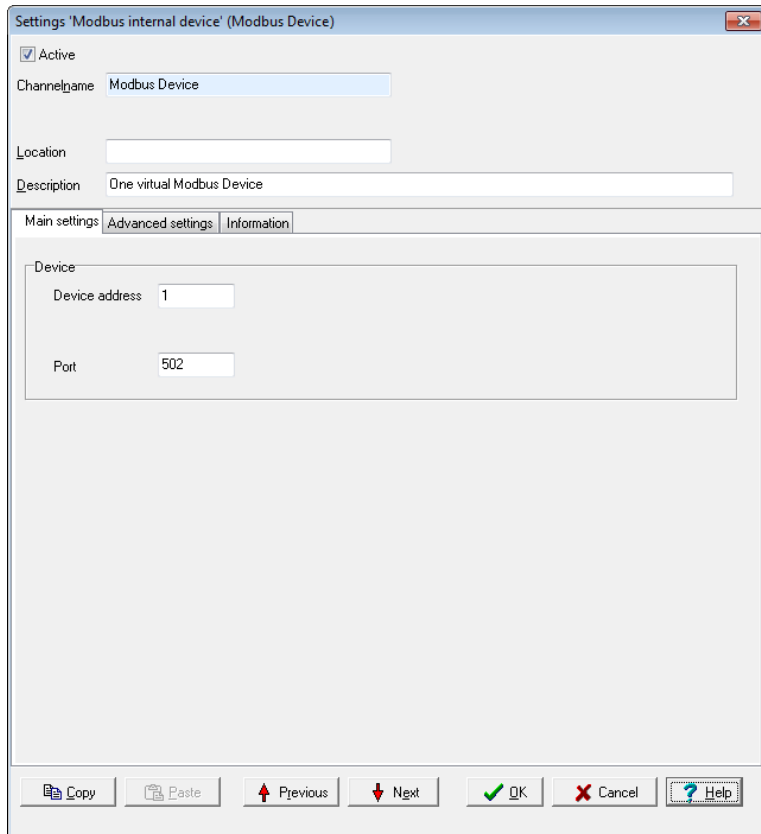 Settings 'Modbus internal device' (Modbus Device)
Active
Channelname Modbus Device
Location
Description One virtual Modbus Device
Main settings Advanced settings Information
Device
Device address 1
Port 502
Copy Paste Previous Next OK Cancel ? Help